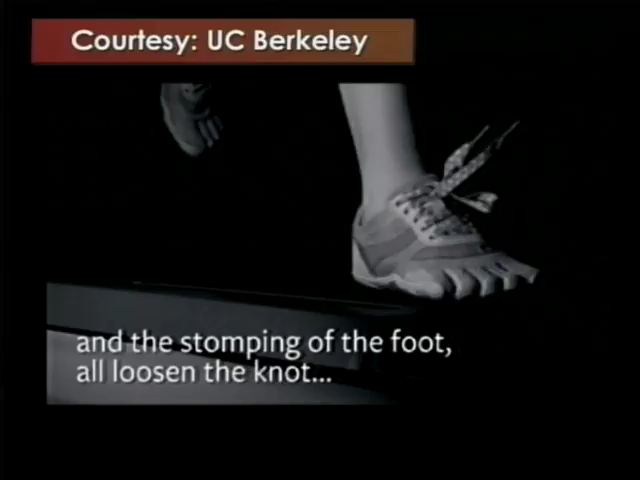 Courtesy: UC Berkeley
and the stomping of the foot,
all loosen the knot...